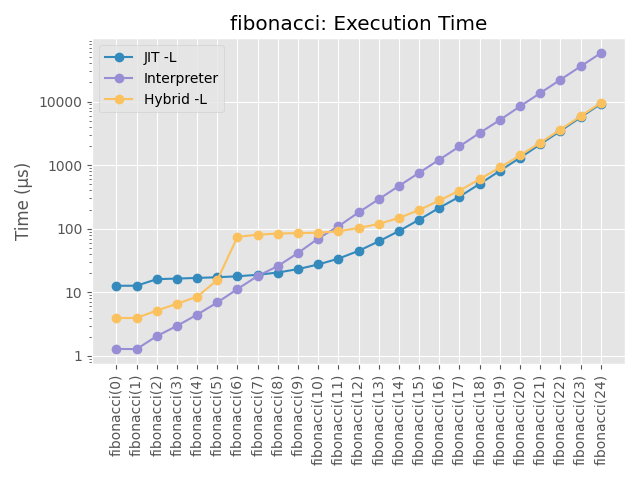 fibonacci: Execution Time
JIT -L
Interpreter
Hybrid -L
Time (µs)
10000
1000
100
10
1
fibonacci(0)
fibonacci(1)
fibonacci(2)
fibonacci(3)
fibonacci(4)
fibonacci(5)
fibonacci(6)
fibonacci(7)
fibonacci(8)
fibonacci(9)
fibonacci(10)
fibonacci(11)
fibonacci(12)
fibonacci(13)
fibonacci(14)
fibonacci(15)
fibonacci(16)
fibonacci(17)
fibonacci(18)
fibonacci(19)
fibonacci(20)
fibonacci(21)
fibonacci(22)
fibonacci(23)
fibonacci(24)